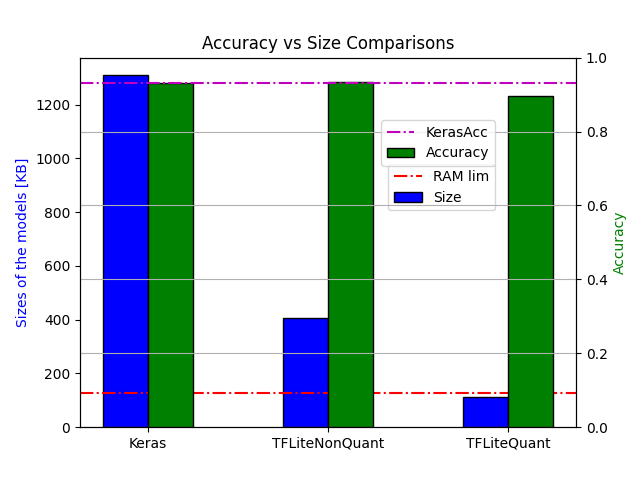 Accuracy vs Size Comparisons
Sizes of the models [KB]
1200
1000
800
600
400
200
0
1.0
0.8
0.6
0.4
0.2
0.0
Accuracy
KerasAcc
Accuracy
RAM lim
Size
Keras
TFLiteNonQuant
TFLiteQuant